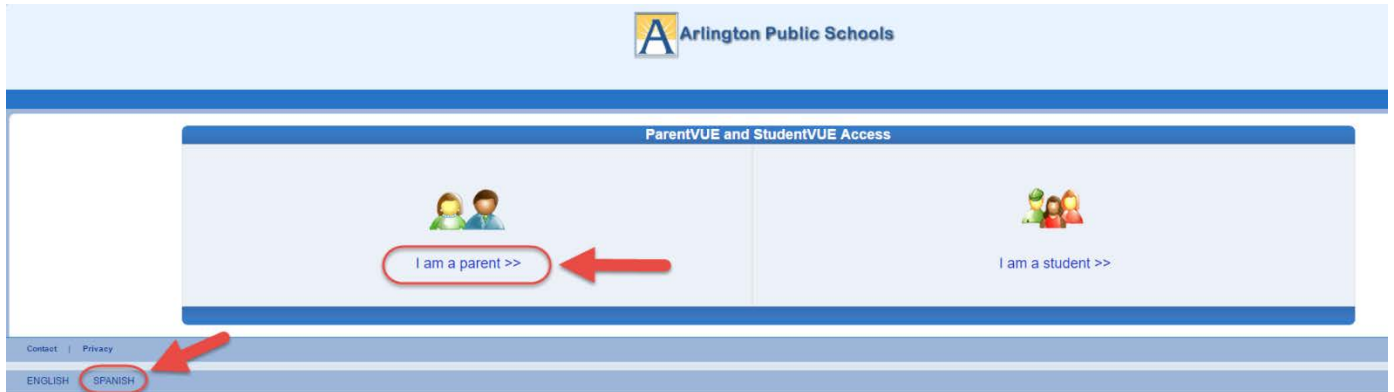 Arlington Public Schools
ParentVUE and StudentVUE Access
I am a parent >>
I am a student >>
Contact | Privacy
ENGLISH SPANISH